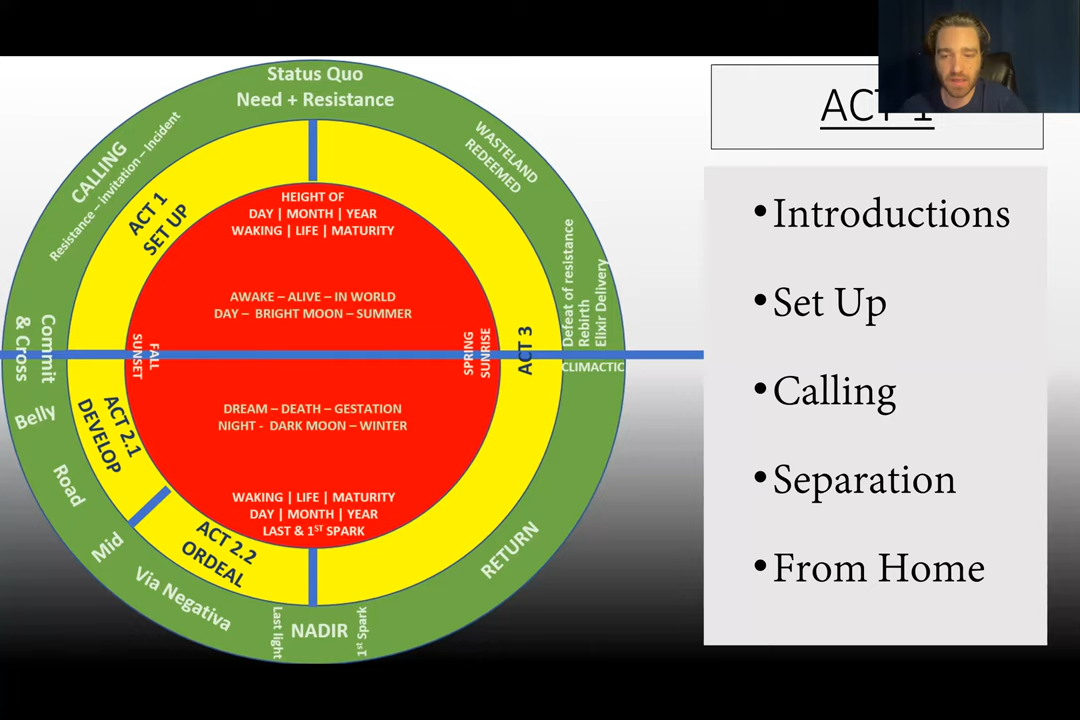 Status Quo
Need + Resistance
WASTELAND
REDEEMED
CALLING
Resistance – invitation – Incident
ACT 1
SET UP
HEIGHT OF
DAY | MONTH | YEAR
WAKING | LIFE | MATURITY
AWAKE – ALIVE – IN WORLD
DAY – BRIGHT MOON – SUMMER
Defeat of resistance
Rebirth
Elixir Delivery
Commit
& Cross
FALL
SUNSET
SPRING
SUNRISE
ACT 3
CLIMACTIC
DREAM – DEATH – GESTATION
NIGHT - DARK MOON – WINTER
Belly
ACT 2.1
DEVELOP
Road
WAKING | LIFE | MATURITY
DAY | MONTH | YEAR
LAST & 1ST SPARK
ACT 2.2
ORDEAL
Mid
RETURN
Via Negativa
Last light
NADIR
1st Spark
ACT 1
•Introductions
•Set Up
•Calling
•Separation
•From Home